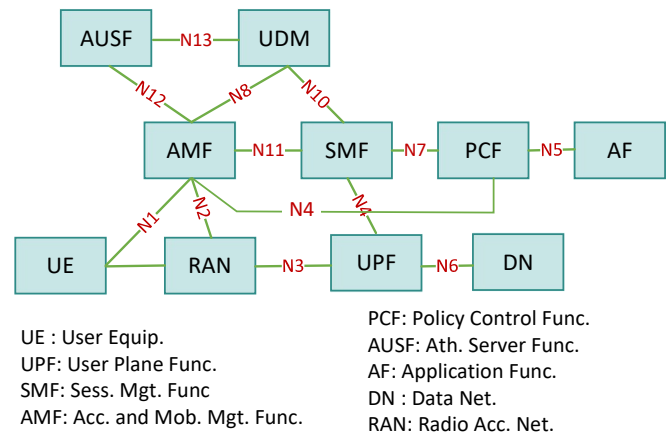 AUSF N13 UDM
N12 N8 N10
AMF N11 SMF N7 PCF N5 AF
N1 N2 N4 N4
UE RAN N3 UPF N6 DN
UE : User Equip.
UPF: User Plane Func.
SMF: Sess. Mgt. Func
AMF: Acc. and Mob. Mgt. Func.
PCF: Policy Control Func.
AUSF: Ath. Server Func.
AF: Application Func.
DN : Data Net.
RAN: Radio Acc. Net.